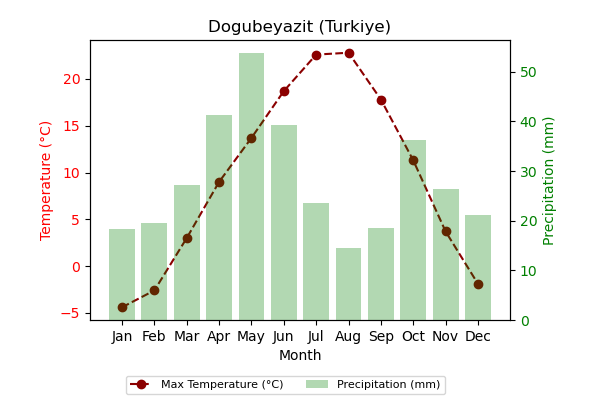 Dogubeyazit (Turkiye)
20
15
10
5
0
−5
Temperature (°C)
50
40
30
20
10
0
Precipitation (mm)
Jan Feb Mar Apr May Jun Jul Aug Sep Oct Nov Dec
Month
Max Temperature (°C) Precipitation (mm)